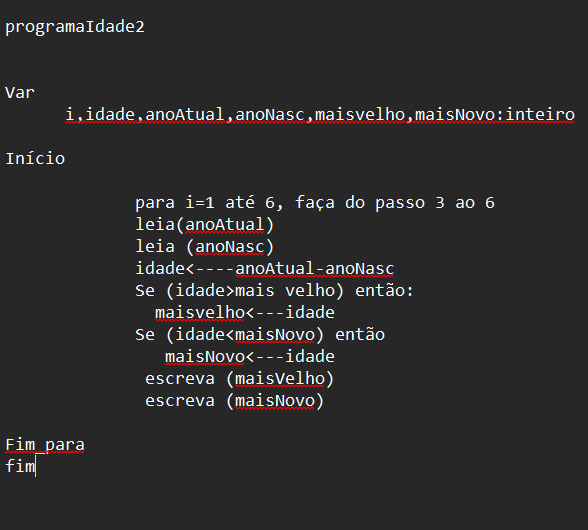 programaIdade2
Var
i,idade,anoAtual,anoNasc,maisvelho,maisNovo:inteiro
Início
para i=1 até 6, faça do passo 3 ao 6
leia(anoAtual)
leia (anoNasc)
idade<----anoAtual-anoNasc
Se (idade>mais velho) então:
maisvelho<---idade
Se (idade<maisNovo) então
maisNovo<---idade
escreva (maisVelho)
escreva (maisNovo)
Fim_para
fim